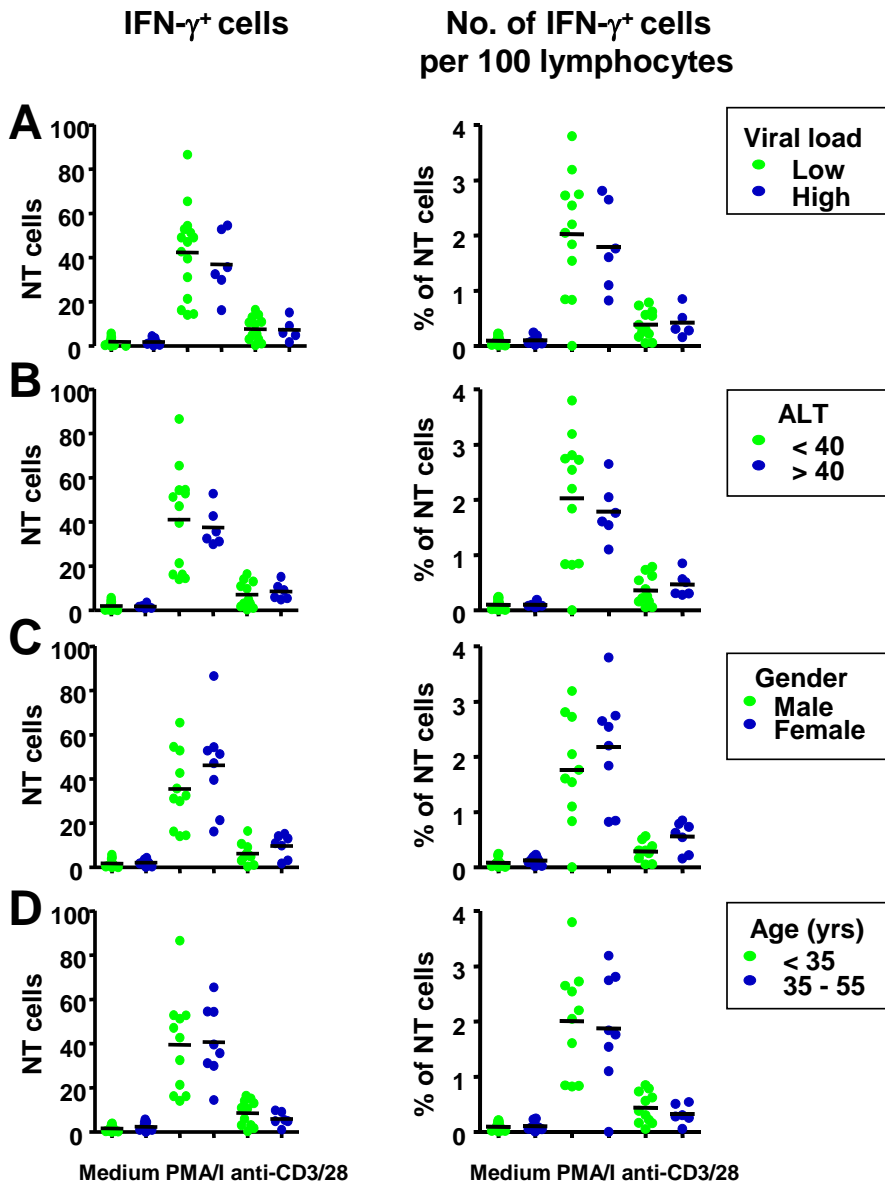 IFN-γ+ cells
No. of IFN-γ+ cells
per 100 lymphocytes
A
NT cells
100
80
60
40
20
0
% of NT cells
4
3
2
1
0
Viral load
Low
High
B
NT cells
100
80
60
40
20
0
% of NT cells
4
3
2
1
0
ALT
< 40
> 40
C
NT cells
100
80
60
40
20
0
% of NT cells
4
3
2
1
0
Gender
Male
Female
D
NT cells
100
80
60
40
20
0
% of NT cells
4
3
2
1
0
Age (yrs)
< 35
35 - 55
Medium PMA/I anti-CD3/28
Medium PMA/I anti-CD3/28